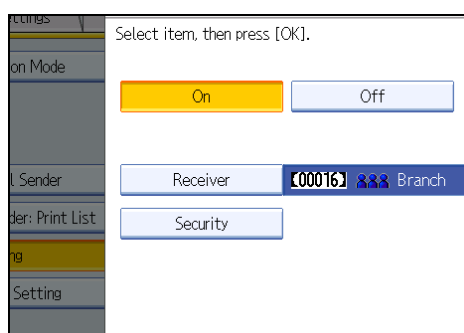 ettings
Select item, then press [OK].
on Mode
On
Off
l Sender
Receiver
【00016】 Branch
der: Print List
Security
ng
Setting